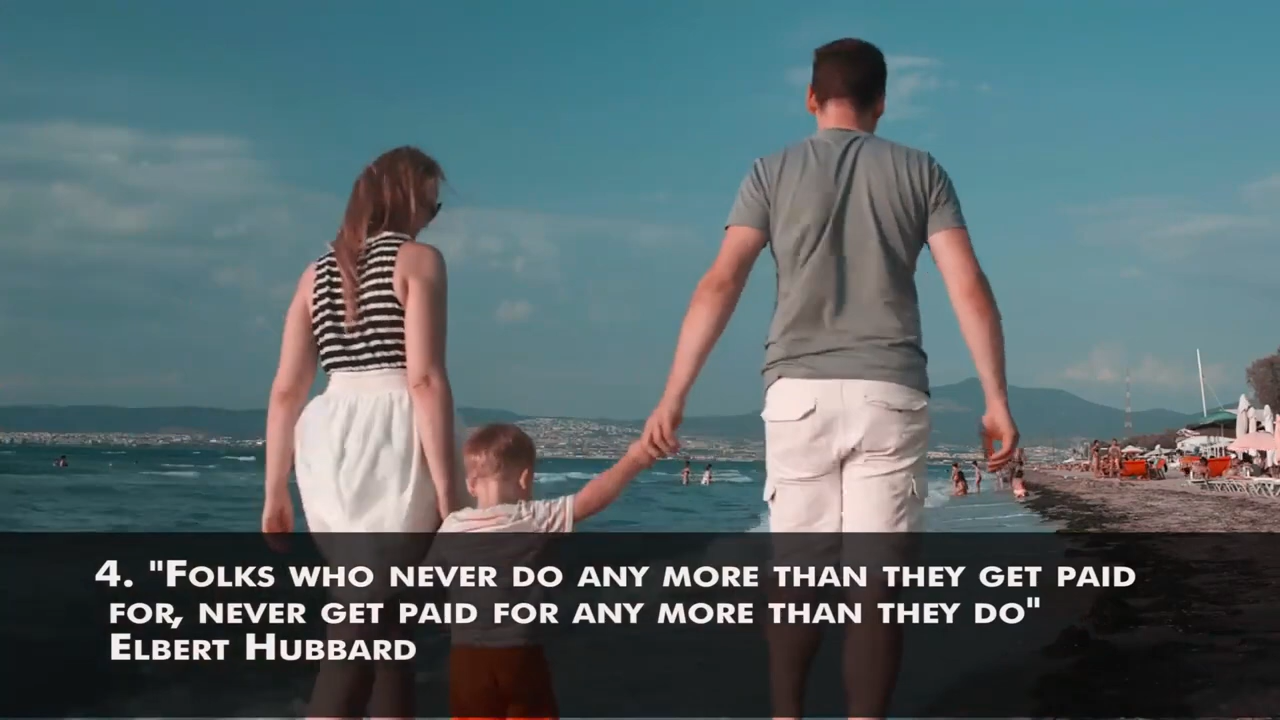 4. "Folks who never do any more than they get paid
for, never get paid for any more than they do"
Elbert Hubbard